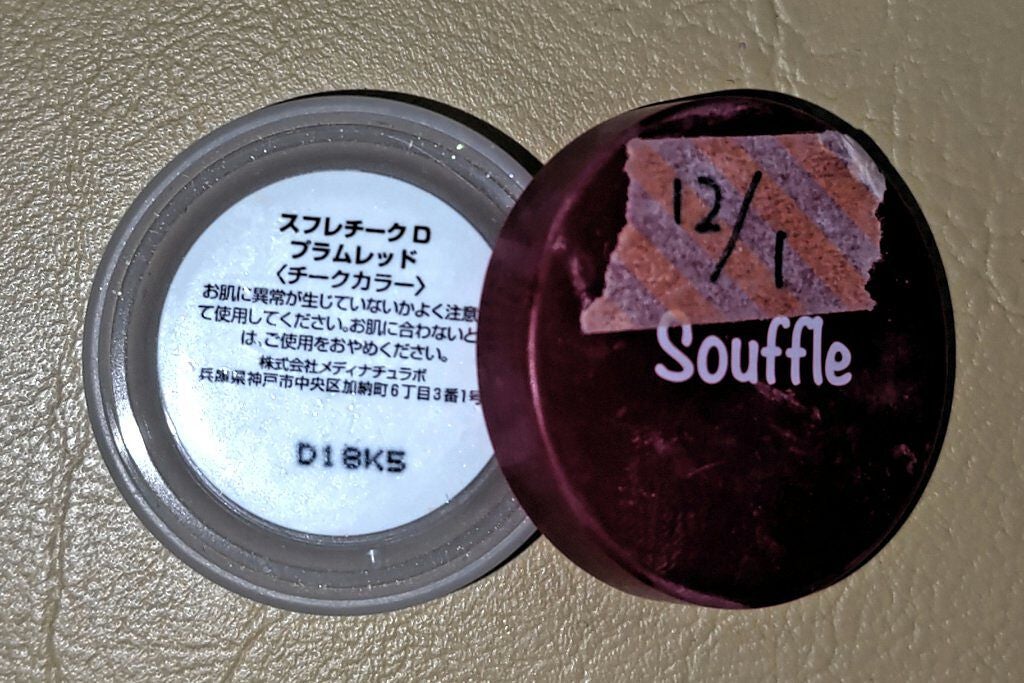 スフレチーク D
プラムレッド
〈チークカラー〉
お肌に異常が生じていないかよく注意
て使用してください。お肌に合わないと
は、ご使用をおやめください。
株式会社メディナチュラボ
兵庫県神戸市中央区加納町6丁目3番1号
D18K5
12/1
Souffle